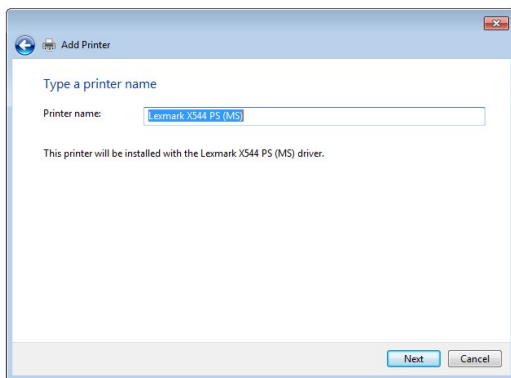 Add Printer
Type a printer name
Printer name: Lexmark X544 PS (MS)
This printer will be installed with the Lexmark X544 PS (MS) driver.
Next Cancel